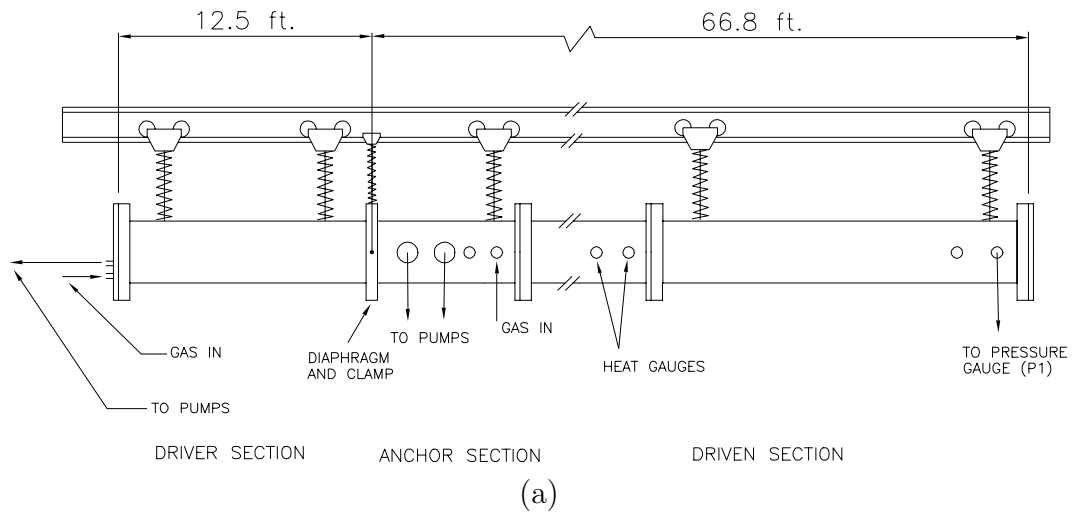 12.5 ft.
66.8 ft.
GAS IN
TO PUMPS
DIAPHRAGM
AND CLAMP
TO PUMPS
GAS IN
HEAT GAUGES
TO PRESSURE
GAUGE (P1)
DRIVER SECTION
ANCHOR SECTION
DRIVEN SECTION
(a)